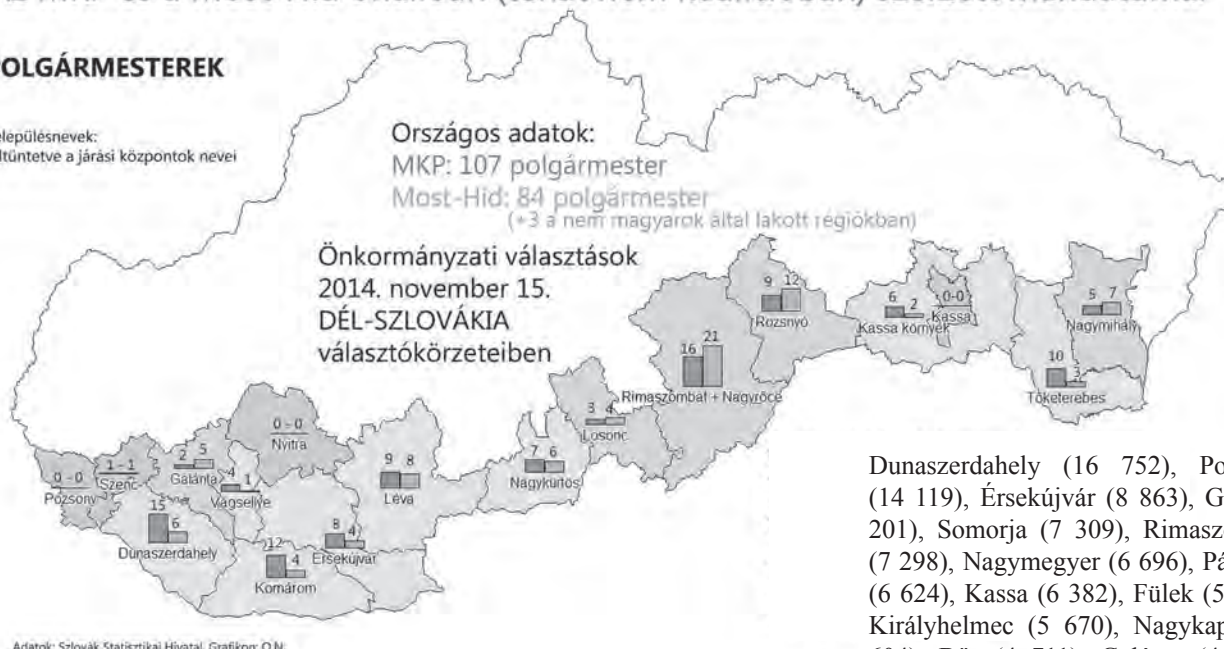 OLGÁRMESTEREK
elepülésnevek:
ltüntetve a járási központok nevei
Országos adatok:
MKP: 107 polgármester
Most-Hid: 84 polgármester
(+3 a nem magyarok által lakott régiókban)
Önkormányzati választások
2014. november 15.
DÉL-SZLOVÁKIA
választókörzeteiben
9 12
Rozsnyó
6 2
Kassa környék
0-0
Kassa
5 7
Nagymihály
16 21
Rimaszombat + Nagyrőce
10 3
Tőketerebes
3 4
Losonc
0 - 0
Nyitra
7 6
Nagykürtös
9 8
Léva
2 5
Galánta
4 1
Vágsellye
1 - 1
Szenc
0 - 0
Pozsony
15 6
Dunaszerdahely
8 4
Érsekújvár
12 4
Komárom
Adatok: Szlovák Statisztikai Hivatal, Grafikon: O.N.
Dunaszerdahely (16 752), Po
(14 119), Érsekújvár (8 863), G
201), Somorja (7 309), Rimasz
(7 298), Nagymegyer (6 696), Pá
(6 624), Kassa (6 382), Fülek (5
Királyhelmec (5 670), Nagykap